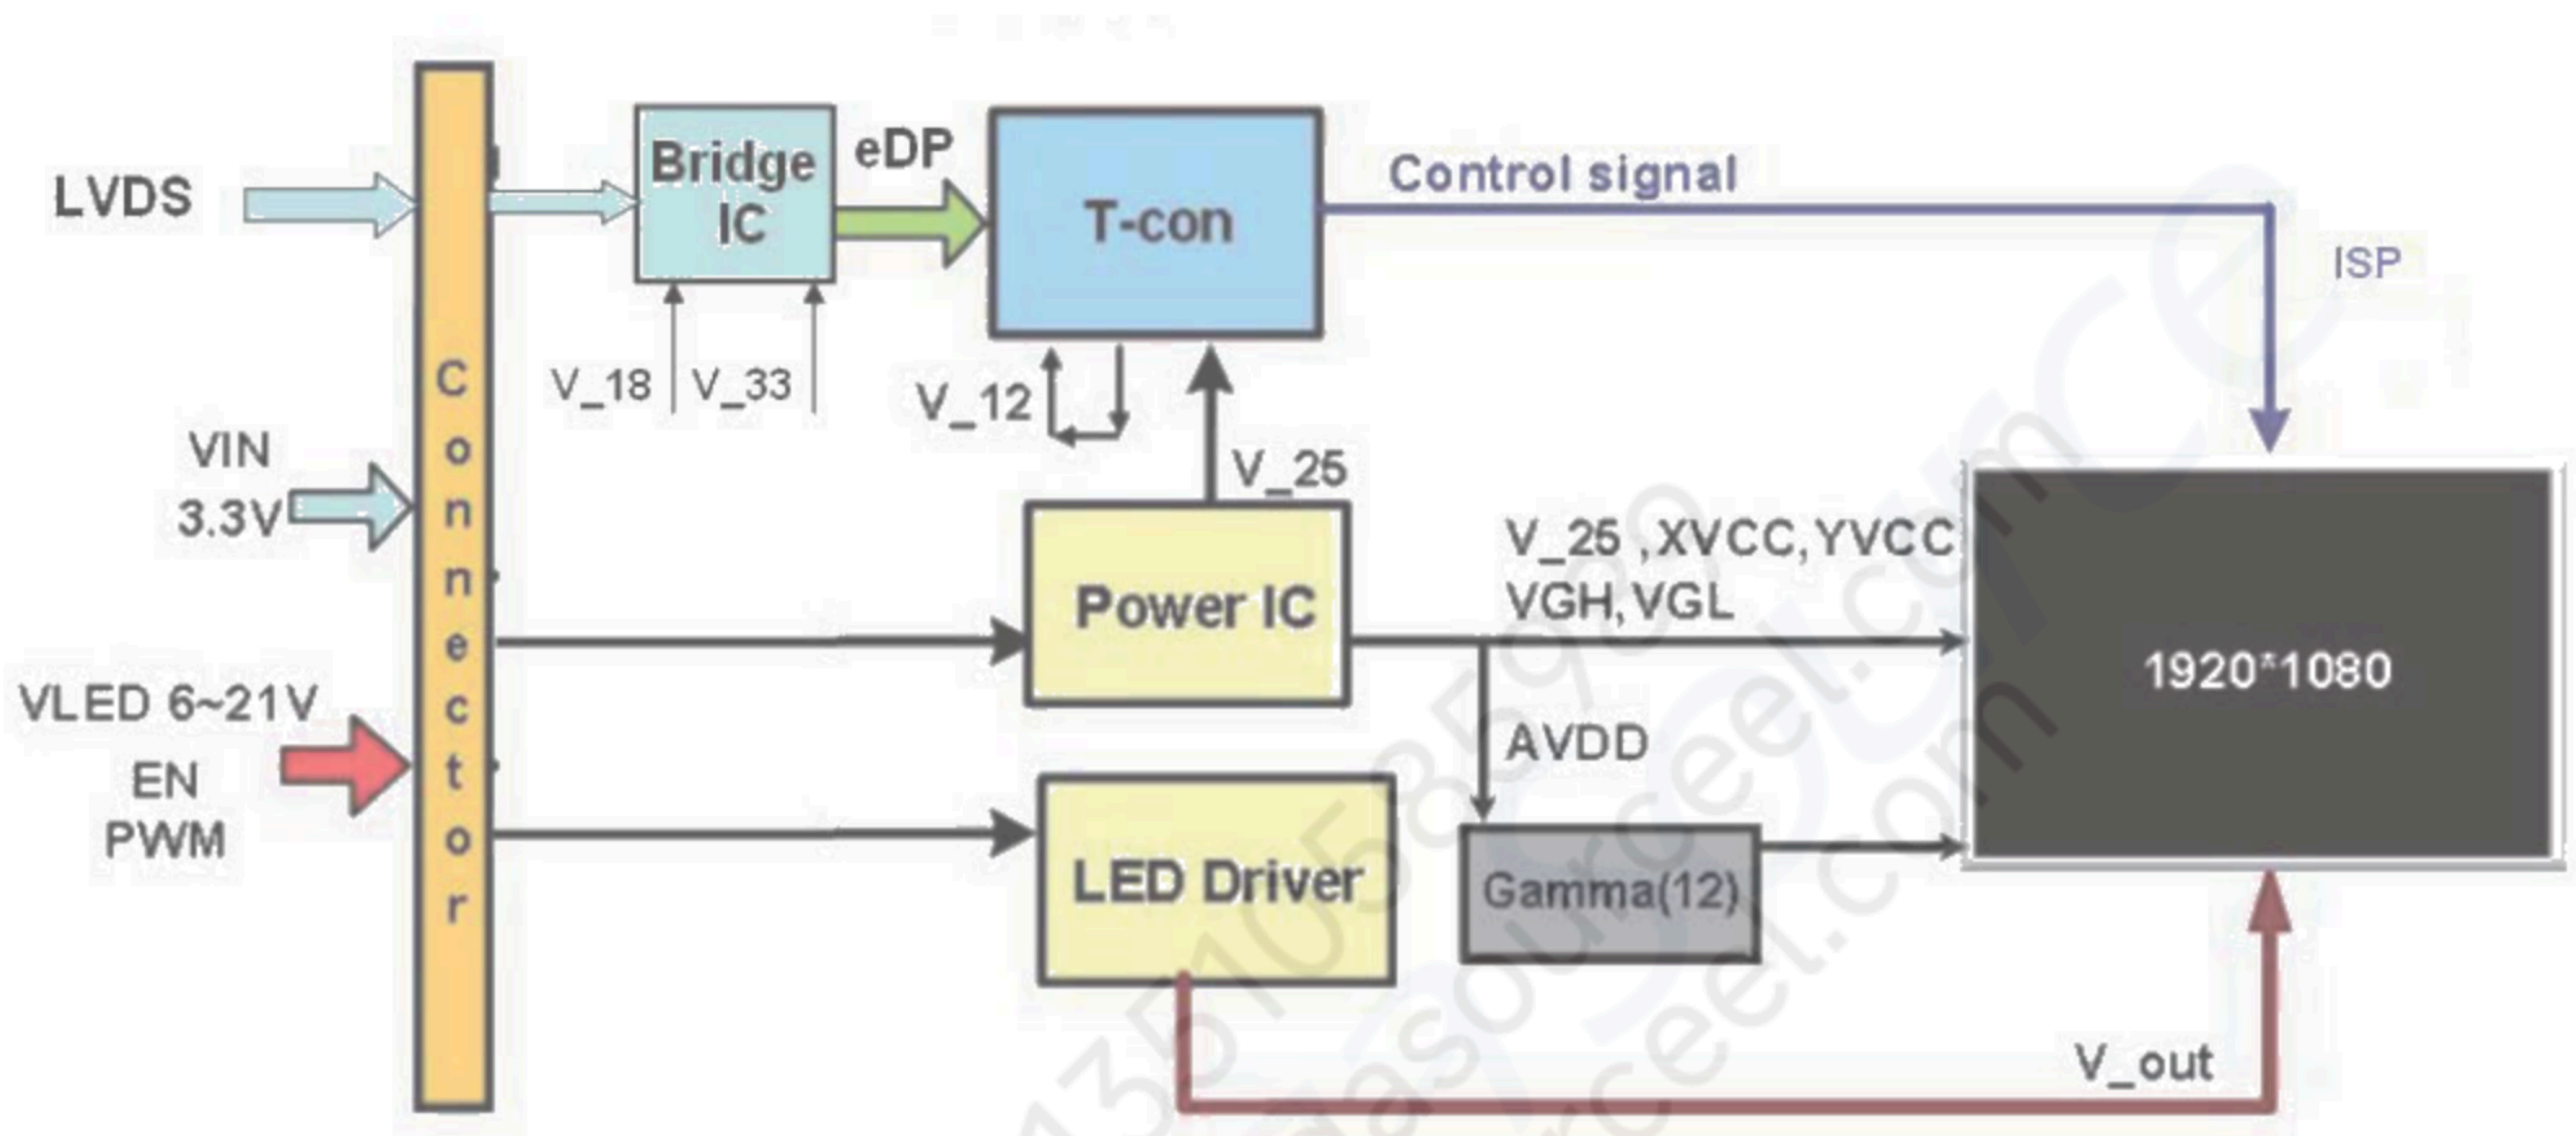 LVDS
Bridge
IC
eDP
T-con
Control signal
ISP
V_18
V_33
V_12
V_25
VIN
3.3V
Connector
Power IC
V_25 ,XVCC,YVCC
VGH,VGL
1920*1080
VLED 6~21V
EN
PWM
AVDD
LED Driver
Gamma(12)
V_out